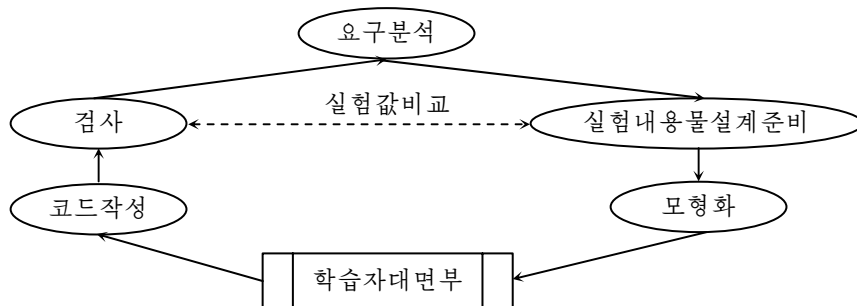 요구분석
실험값비교
검사
실험내용물설계준비
코드작성
모형화
학습자대면부